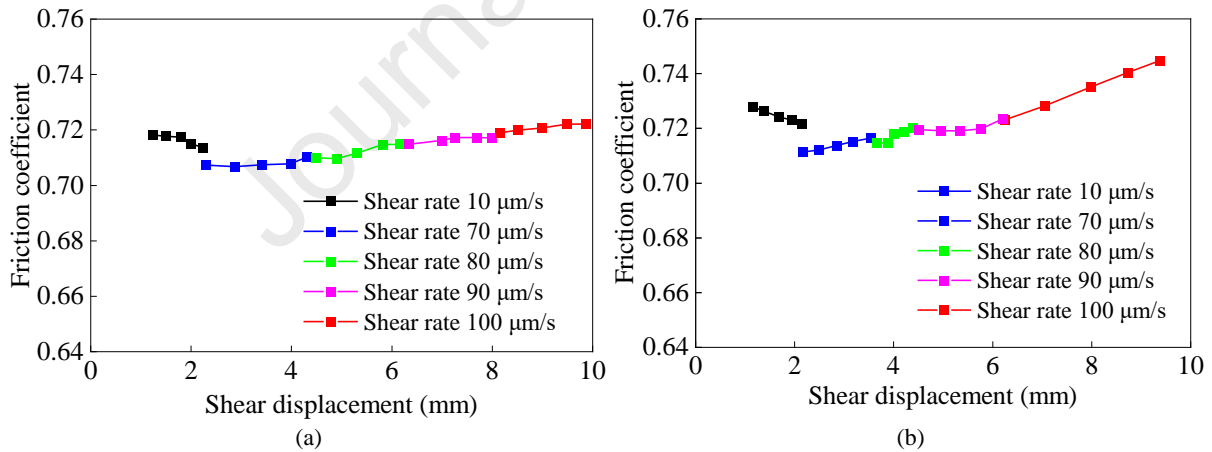 Journa
0.76
0.74
0.72
0.70
0.68
0.66
0.64
Friction coefficient
Shear rate 10 μm/s
Shear rate 70 μm/s
Shear rate 80 μm/s
Shear rate 90 μm/s
Shear rate 100 μm/s
0 2 4 6 8 10
Shear displacement (mm)
(a)
0.76
0.74
0.72
0.70
0.68
0.66
0.64
Friction coefficient
Shear rate 10 μm/s
Shear rate 70 μm/s
Shear rate 80 μm/s
Shear rate 90 μm/s
Shear rate 100 μm/s
0 2 4 6 8 10
Shear displacement (mm)
(b)